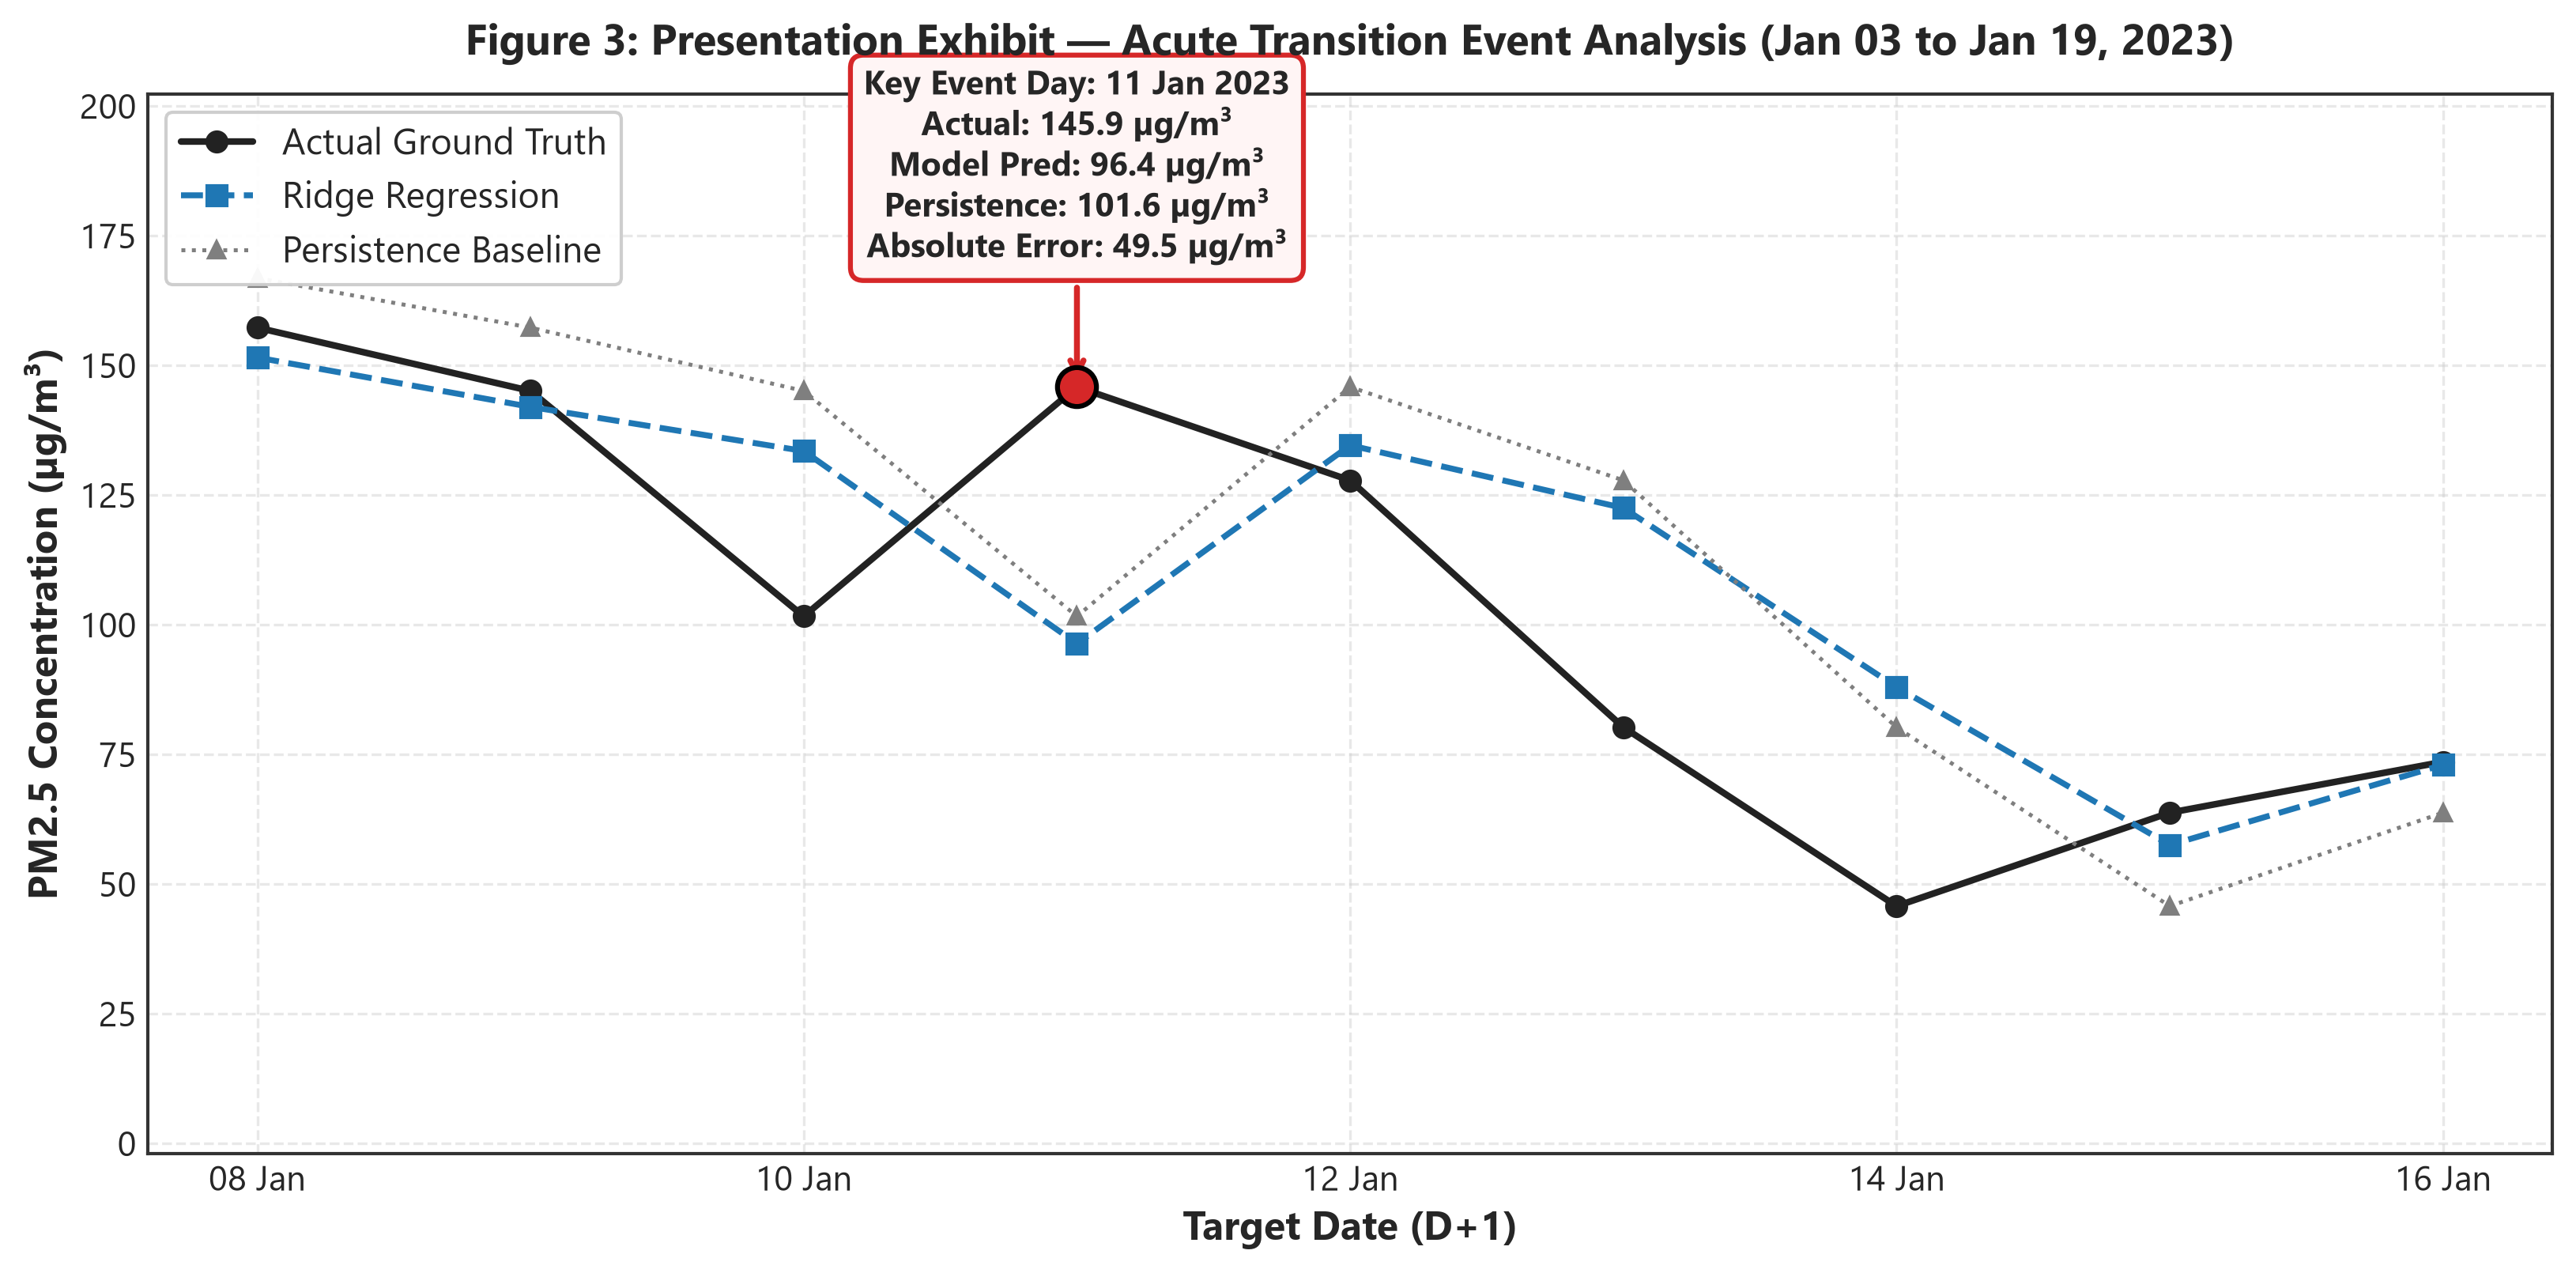 Figure 3: Presentation Exhibit — Acute Transition Event Analysis (Jan 03 to Jan 19, 2023)
Key Event Day: 11 Jan 2023
Actual: 145.9 µg/m³
Model Pred: 96.4 µg/m³
Persistence: 101.6 µg/m³
Absolute Error: 49.5 µg/m³
Actual Ground Truth
Ridge Regression
Persistence Baseline
PM2.5 Concentration (µg/m³)
200
175
150
125
100
75
50
25
0
08 Jan
10 Jan
12 Jan
14 Jan
16 Jan
Target Date (D+1)